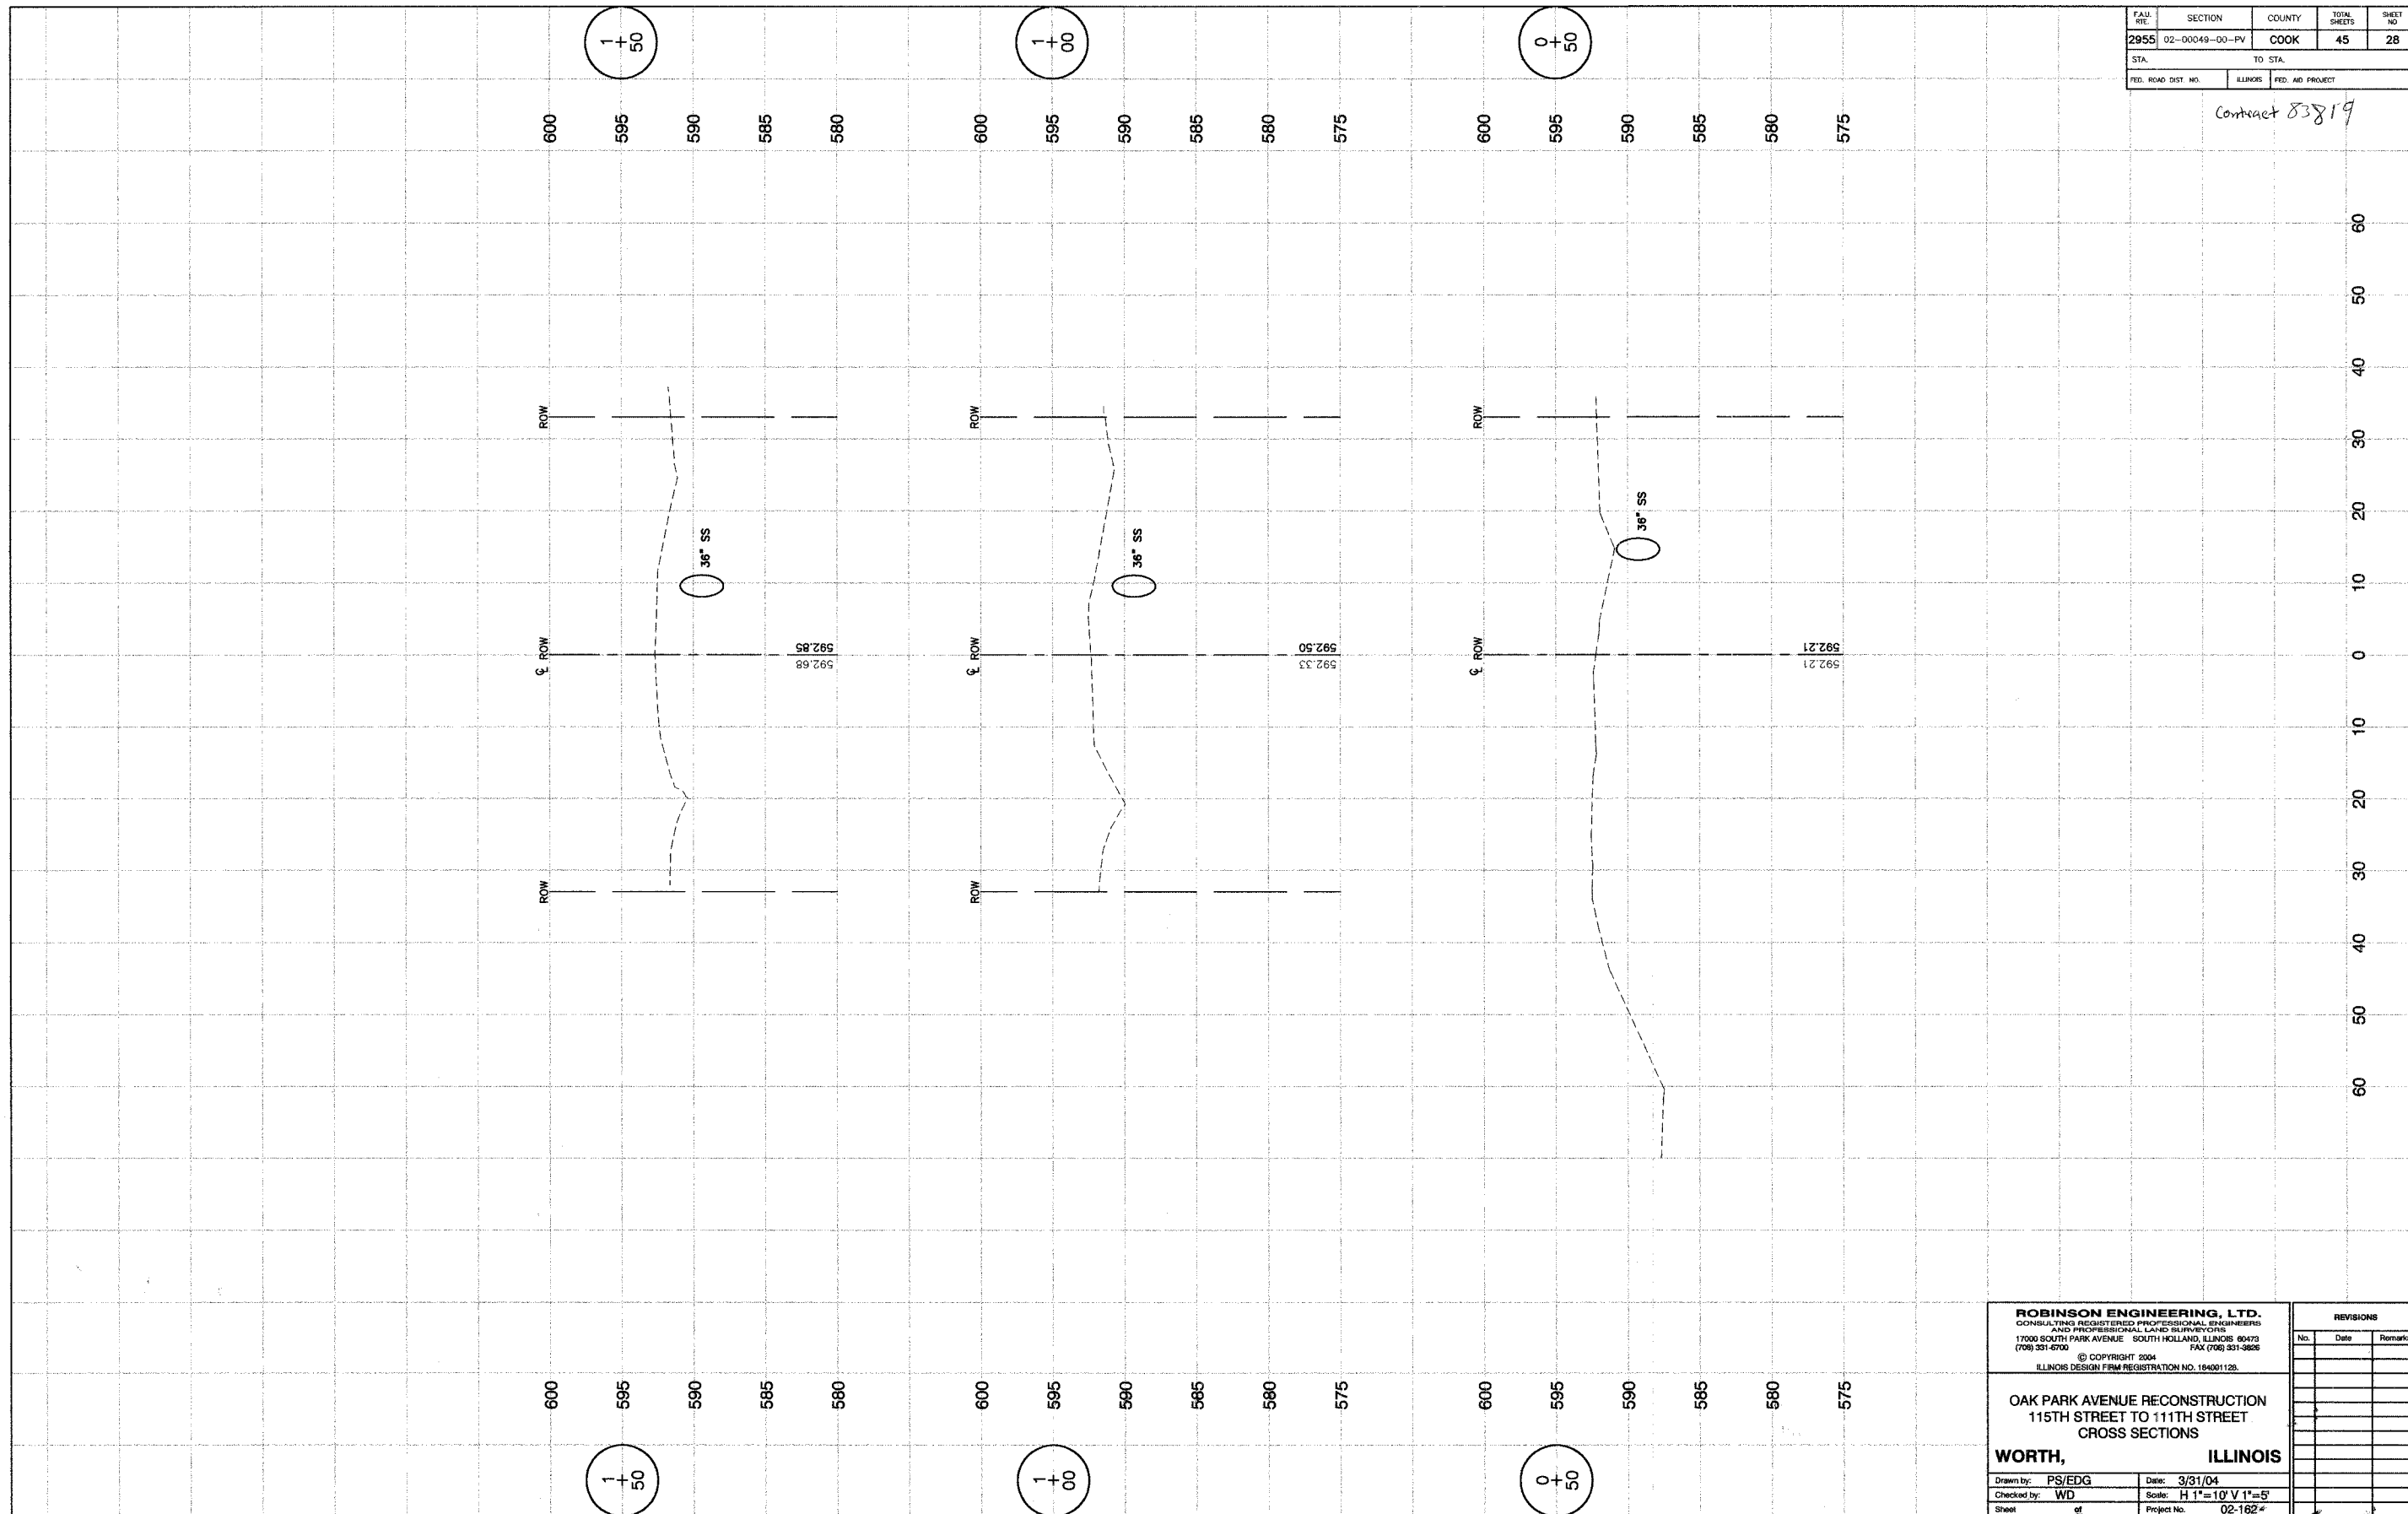 F.A.U. RTE. SECTION COUNTY TOTAL SHEETS SHEET NO
2955 02-00049-00-PV COOK 45 28
STA. TO STA.
FED. ROAD DIST. NO. ILLINOIS FED. AID PROJECT
Contract 83819
1+50 1+00 0+50
600 595 590 585 580 600 595 590 585 580 575 600 595 590 585 580 575
60
50
40
30
20
10
0
10
20
30
40
50
60
ROW ROW ROW
36" SS 36" SS 36" SS
℄ ROW 592.85 ℄ ROW 592.50 ℄ ROW 592.21
592.68 592.33 592.21
ROW ROW
600 595 590 585 580 600 595 590 585 580 575 600 595 590 585 580 575
1+50 1+00 0+50
ROBINSON ENGINEERING, LTD.
CONSULTING REGISTERED PROFESSIONAL ENGINEERS
AND PROFESSIONAL LAND SURVEYORS
17000 SOUTH PARK AVENUE SOUTH HOLLAND, ILLINOIS 60473
(708) 331-6700 FAX (708) 331-3826
© COPYRIGHT 2004
ILLINOIS DESIGN FIRM REGISTRATION NO. 184001128.
OAK PARK AVENUE RECONSTRUCTION
115TH STREET TO 111TH STREET
CROSS SECTIONS
WORTH, ILLINOIS
Drawn by: PS/EDG Date: 3/31/04
Checked by: WD Scale: H 1"=10' V 1"=5'
Sheet of Project No. 02-162
REVISIONS
No. Date Remarks